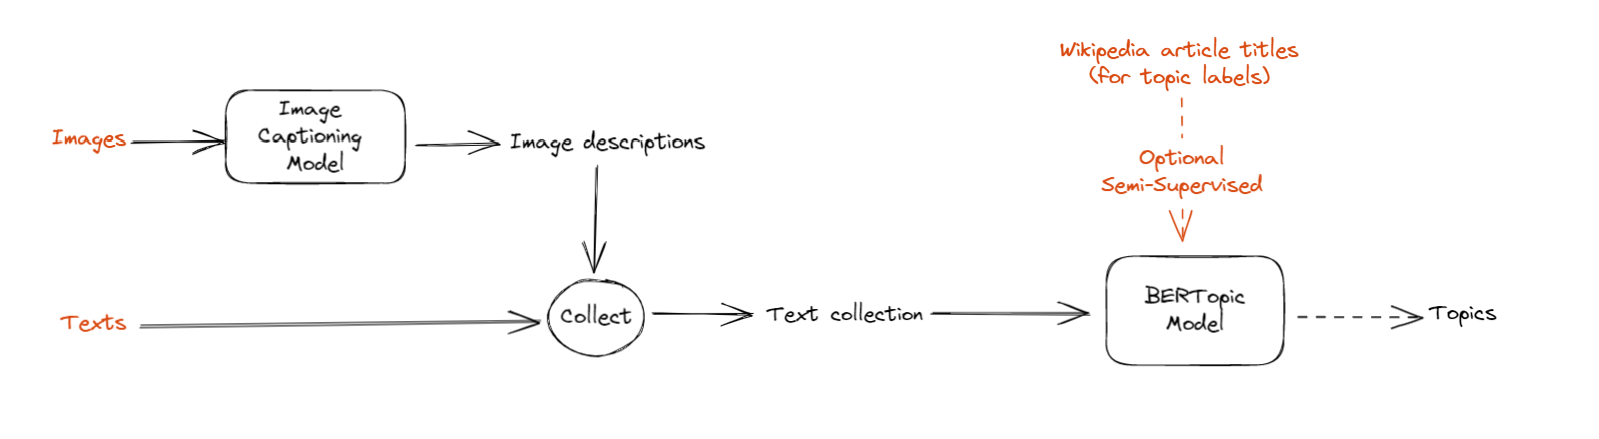 Wikipedia article titles
(for topic labels)
Images
Image
Captioning
Model
Image descriptions
Optional
Semi-Supervised
Texts
Collect
Text collection
BERTopic
Model
Topics